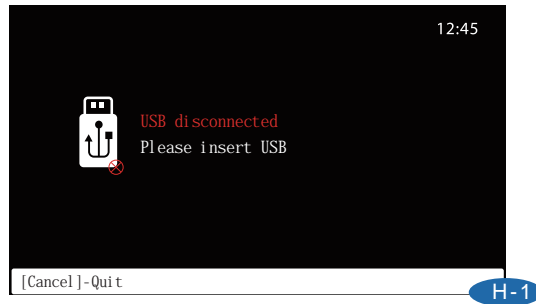 12:45
USB disconnected
Please insert USB
[Cancel]-Quit
H-1